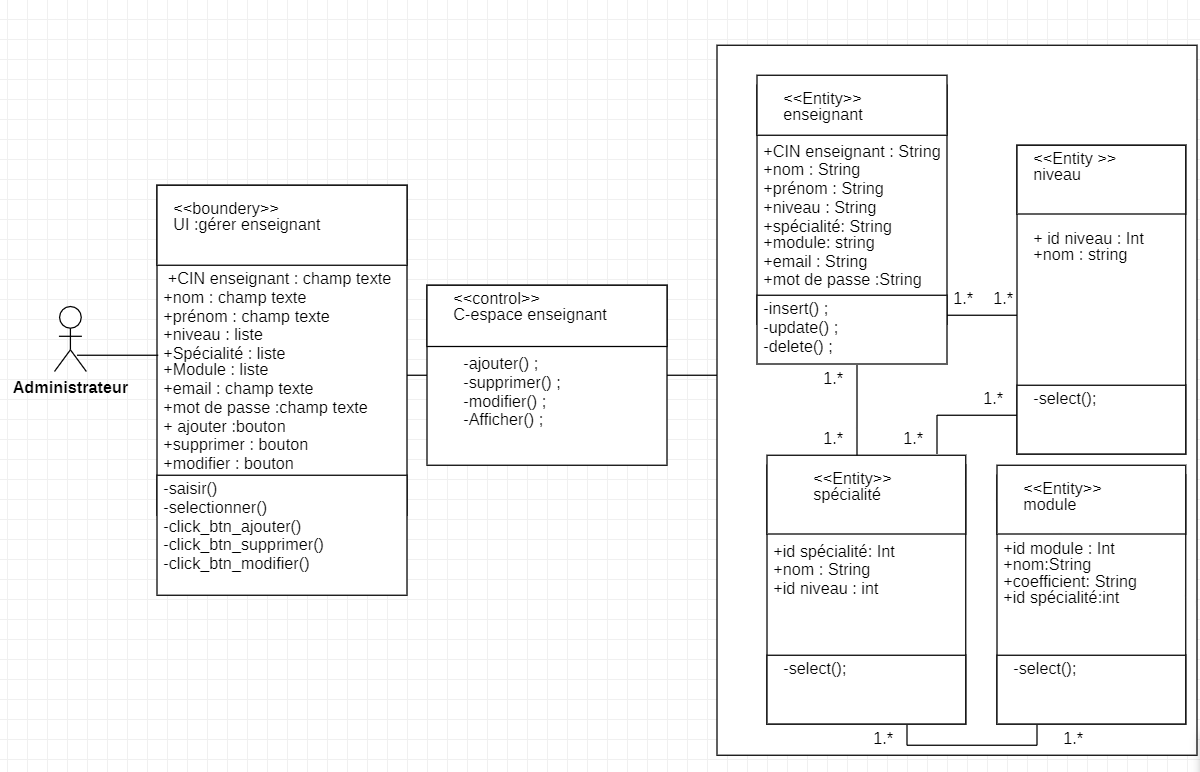 Administrateur
<<boundery>>
UI :gérer enseignant
+CIN enseignant : champ texte
+nom : champ texte
+prénom : champ texte
+niveau : liste
+Spécialité : liste
+Module : liste
+email : champ texte
+mot de passe :champ texte
+ ajouter :bouton
+supprimer : bouton
+modifier : bouton
-saisir()
-selectionner()
-click_btn_ajouter()
-click_btn_supprimer()
-click_btn_modifier()
<<control>>
C-espace enseignant
-ajouter() ;
-supprimer() ;
-modifier() ;
-Afficher() ;
<<Entity>>
enseignant
+CIN enseignant : String
+nom : String
+prénom : String
+niveau : String
+spécialité: String
+module: string
+email : String
+mot de passe :String
-insert() ;
-update() ;
-delete() ;
1.* 1.*
<<Entity >>
niveau
+ id niveau : Int
+nom : string
-select();
1.*
1.*
1.*
1.*
<<Entity>>
spécialité
+id spécialité: Int
+nom : String
+id niveau : int
-select();
<<Entity>>
module
+id module : Int
+nom:String
+coefficient: String
+id spécialité:int
-select();
1.* 1.*